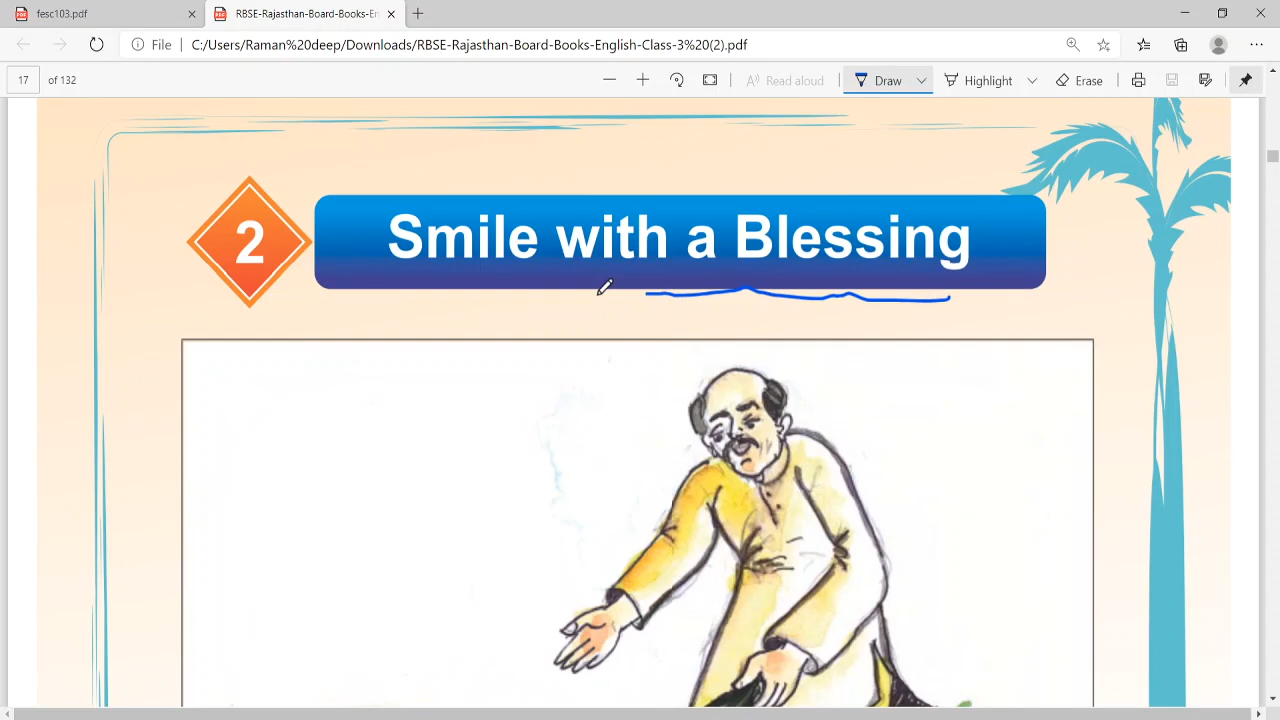 fesc103.pdf
RBSE-Rajasthan-Board-Books-En
File
C:/Users/Raman%20deep/Downloads/RBSE-Rajasthan-Board-Books-English-Class-3%20(2).pdf
17 of 132
Read aloud
Draw
Highlight
Erase
2
Smile with a Blessing